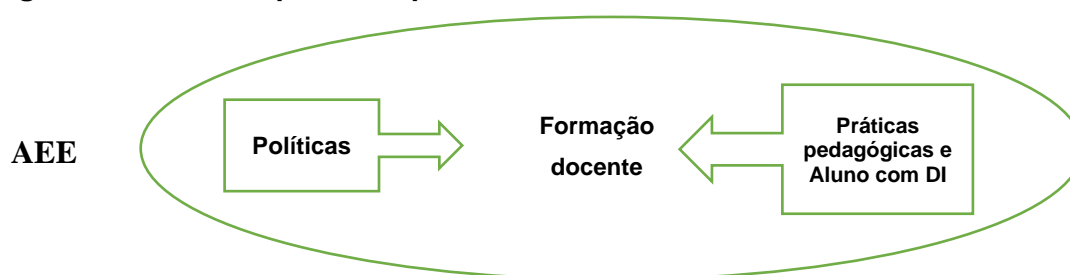 AEE
Políticas
Formação
docente
Práticas
pedagógicas e
Aluno com DI